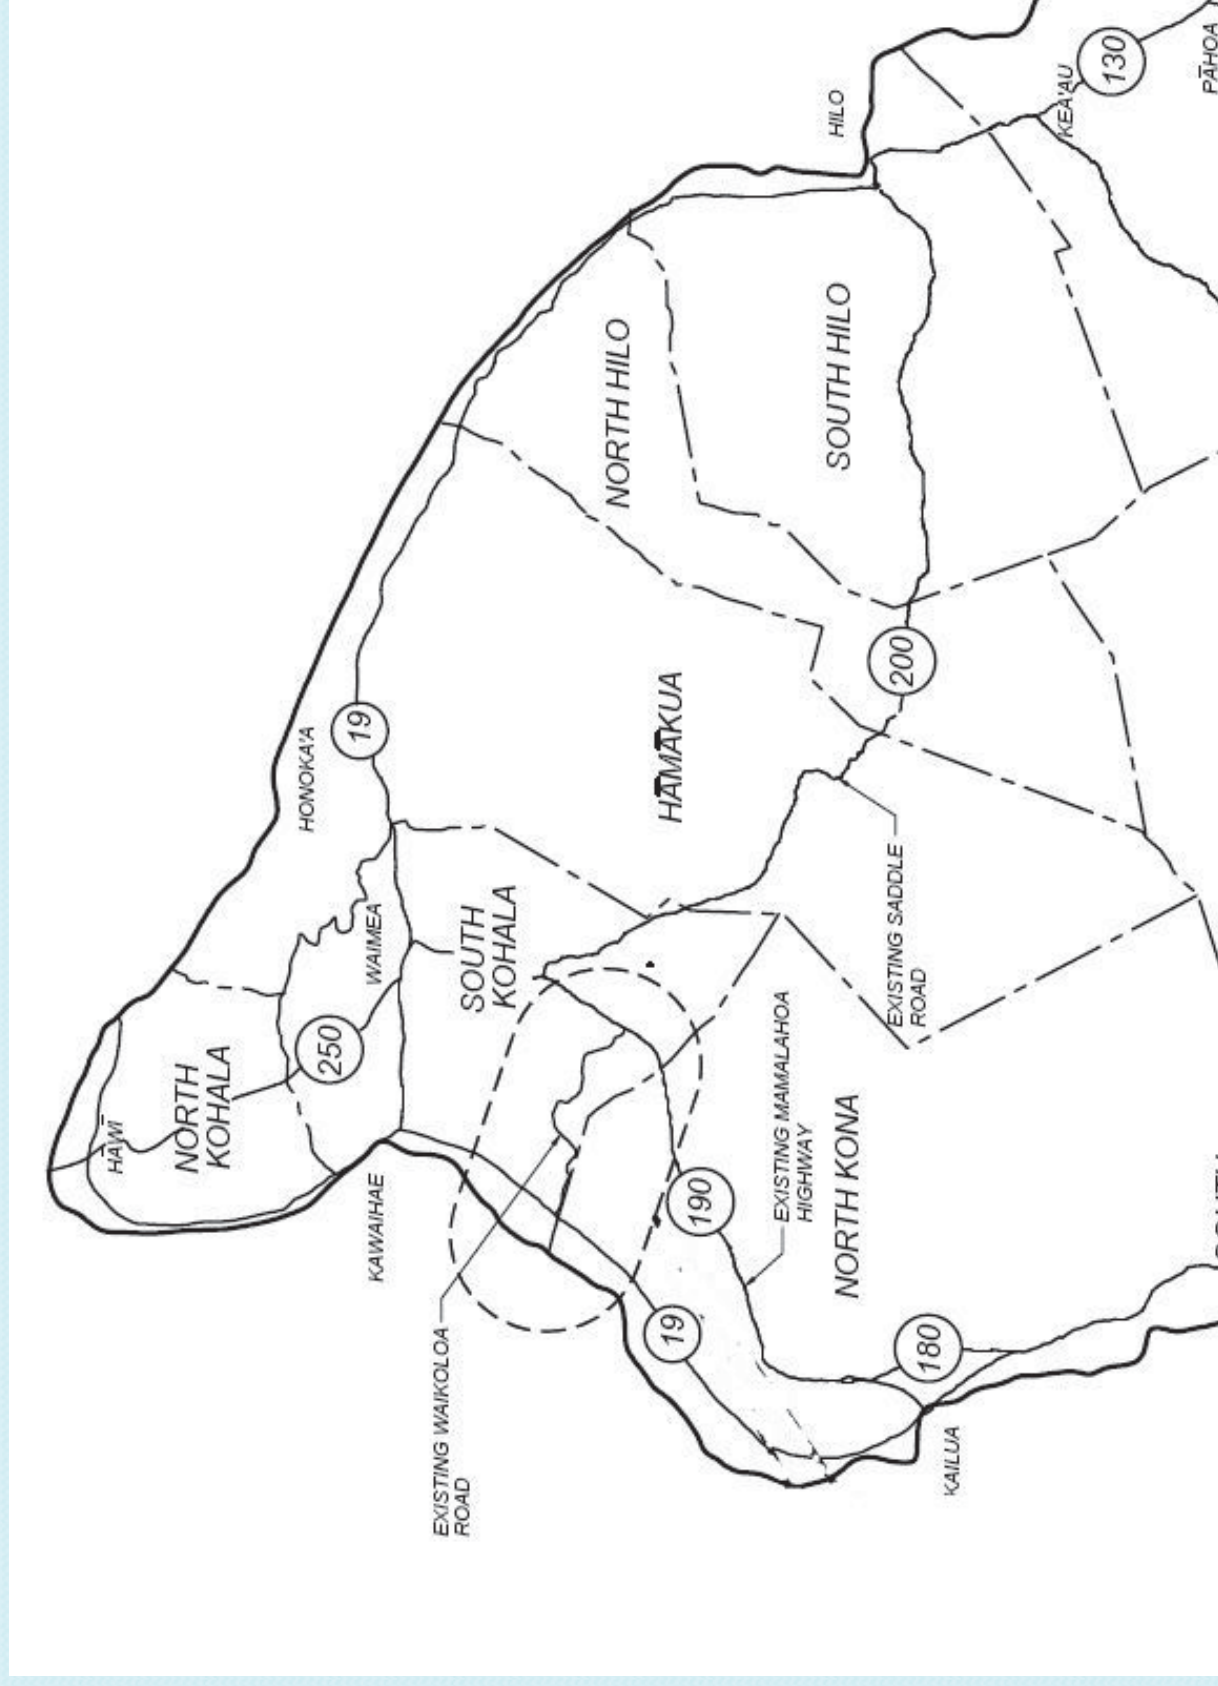 HĀWĪ
NORTH
KOHALA
250
HONOKA'A
19
WAIMEA
KAWAIHAE
SOUTH
KOHALA
HĀMĀKUA
NORTH HILO
SOUTH HILO
HILO
KEA'AU
130
PĀHOA
200
EXISTING SADDLE
ROAD
EXISTING WAIKOLOA
ROAD
190
EXISTING MAMALAHOA
HIGHWAY
19
NORTH KONA
180
KAILUA